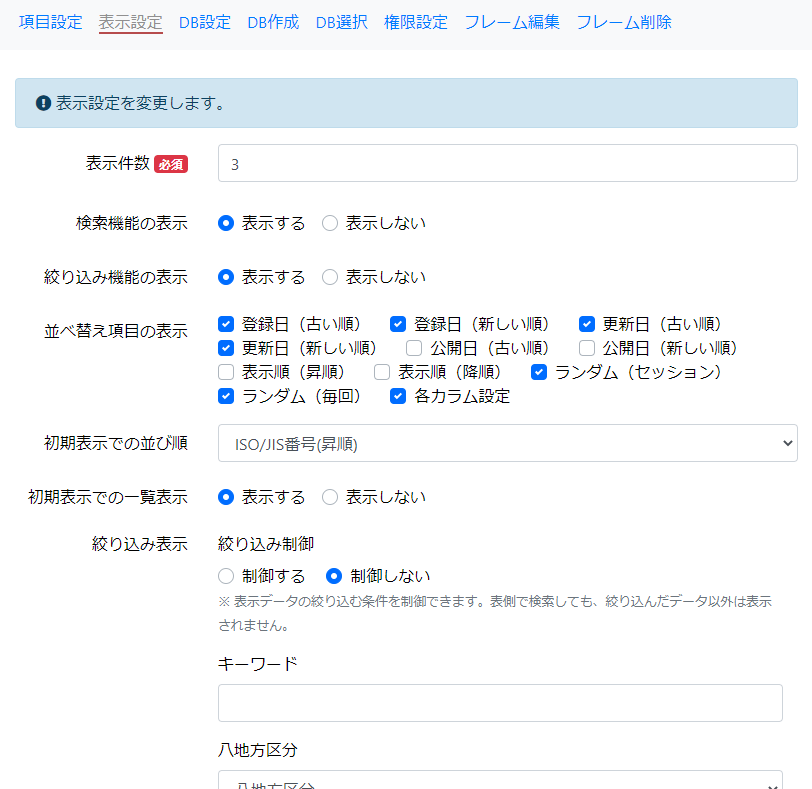 項目設定 表示設定 DB設定 DB作成 DB選択 権限設定 フレーム編集 フレーム削除
表示設定を変更します。
表示件数 必須 3
検索機能の表示 表示する 表示しない
絞り込み機能の表示 表示する 表示しない
並べ替え項目の表示 登録日（古い順） 登録日（新しい順） 更新日（古い順）
更新日（新しい順） 公開日（古い順） 公開日（新しい順）
表示順（昇順） 表示順（降順） ランダム（セッション）
ランダム（毎回） 各カラム設定
初期表示での並び順 ISO/JIS番号(昇順)
初期表示での一覧表示 表示する 表示しない
絞り込み表示 絞り込み制御
制御する 制御しない
※ 表示データの絞り込む条件を制御できます。表側で検索しても、絞り込んだデータ以外は表示
されません。
キーワード
八地方区分
八地方区分